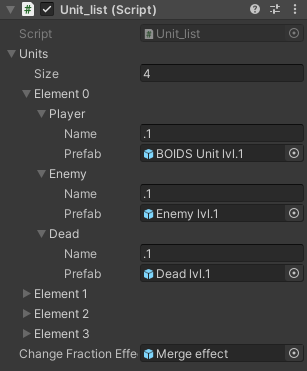 Unit_list (Script)
Script Unit_list
Units
Size 4
Element 0
Player
Name .1
Prefab BOIDS Unit lvl.1
Enemy
Name .1
Prefab Enemy lvl.1
Dead
Name .1
Prefab Dead lvl.1
Element 1
Element 2
Element 3
Change Fraction Effe Merge effect